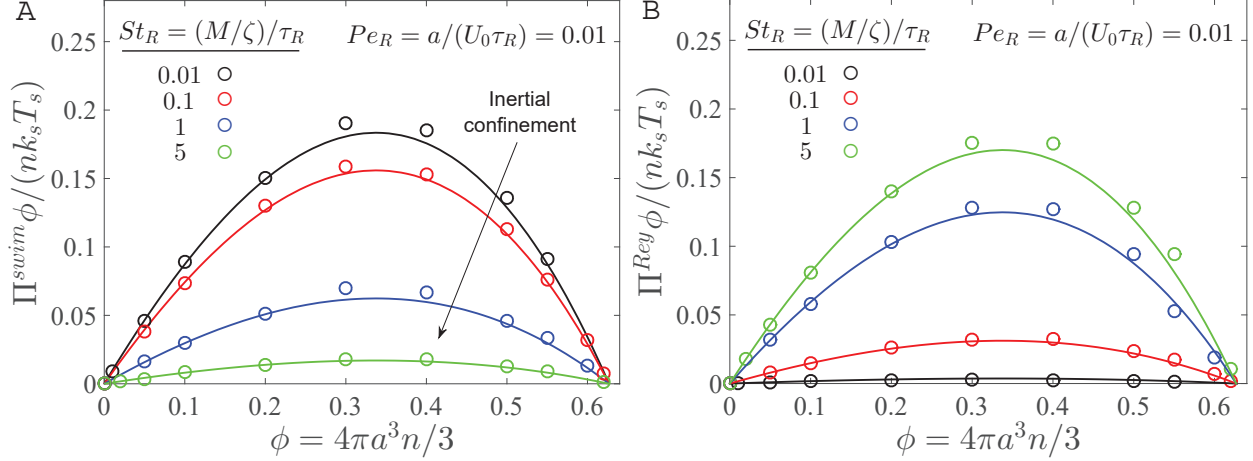 A
St_R = (M/ζ)/τ_R
Pe_R = a/(U_0τ_R) = 0.01
0.01
0.1
1
5
Inertial
confinement
0.25
0.2
0.15
0.1
0.05
0
0 0.1 0.2 0.3 0.4 0.5 0.6
Π^{swim}ϕ/(nk_sT_s)
ϕ = 4πa^3n/3
B
St_R = (M/ζ)/τ_R
Pe_R = a/(U_0τ_R) = 0.01
0.01
0.1
1
5
0.25
0.2
0.15
0.1
0.05
0
0 0.1 0.2 0.3 0.4 0.5 0.6
Π^{Rey}ϕ/(nk_sT_s)
ϕ = 4πa^3n/3